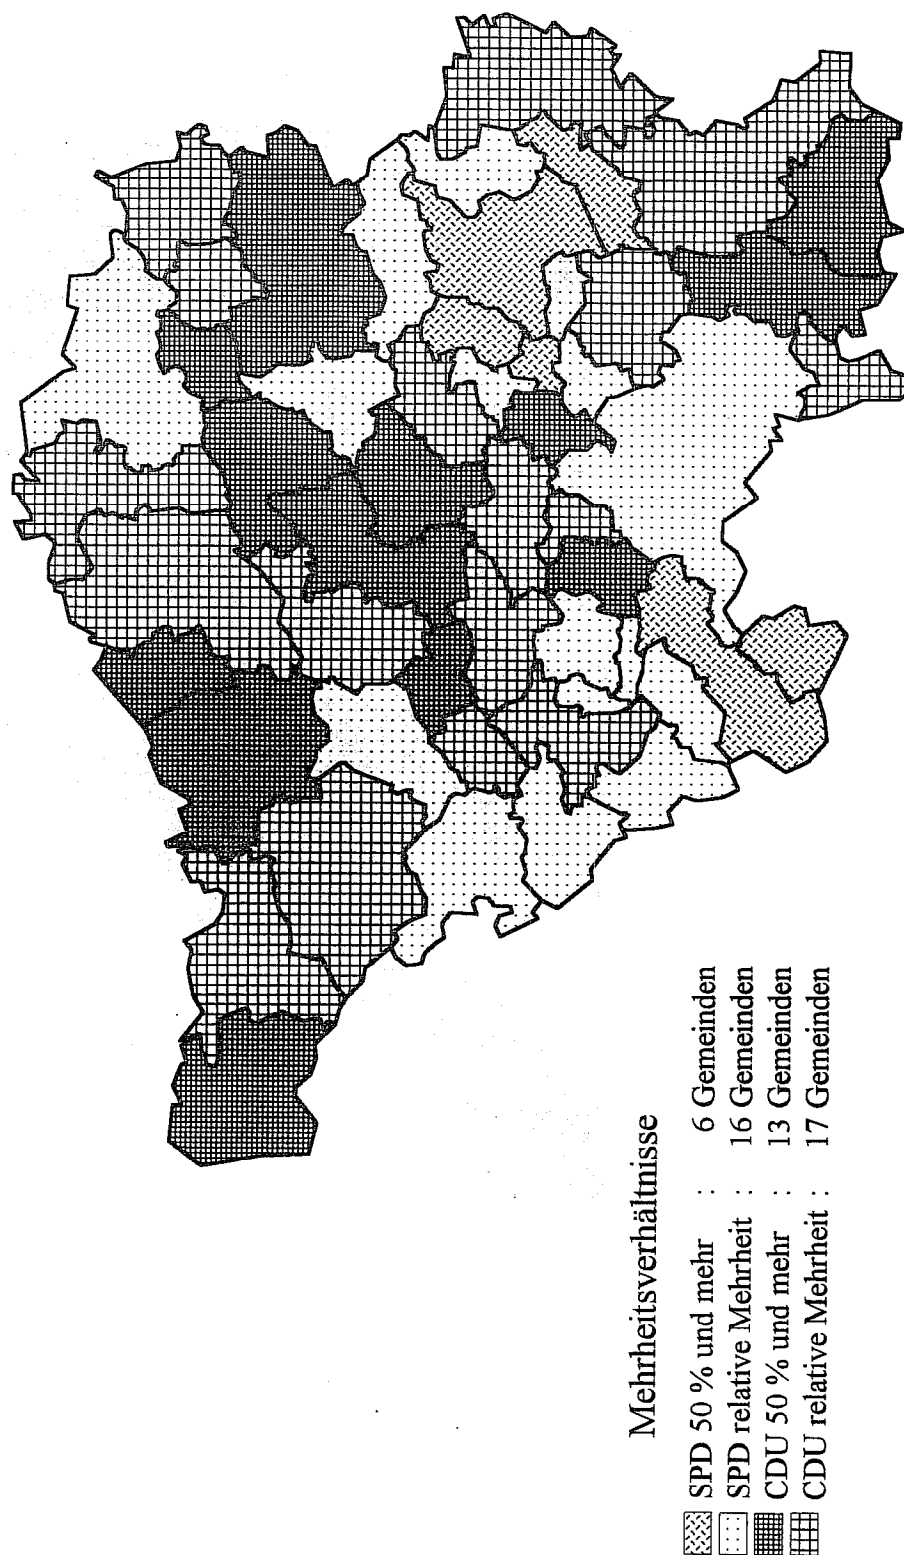 Mehrheitsverhältnisse
SPD 50 % und mehr : 6 Gemeinden
SPD relative Mehrheit : 16 Gemeinden
CDU 50 % und mehr : 13 Gemeinden
CDU relative Mehrheit : 17 Gemeinden